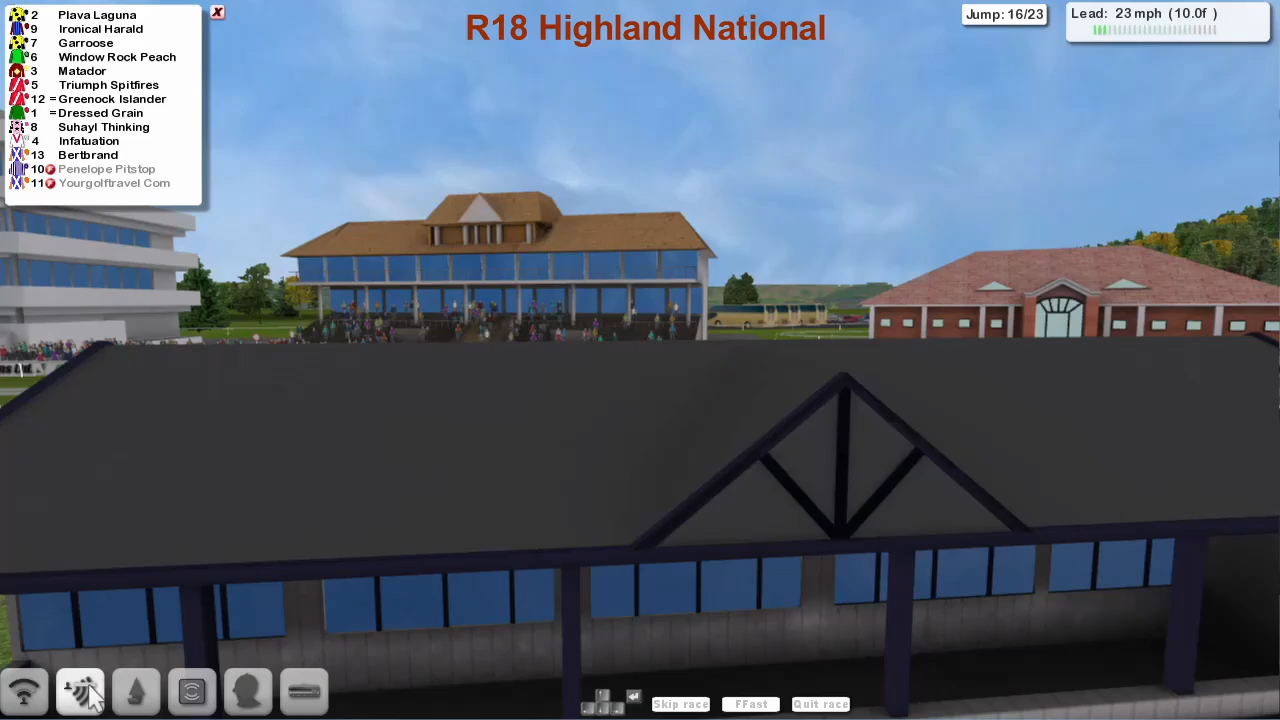 R18 Highland National
Jump: 16/23
Lead: 23 mph (10.0f )
2 Plava Laguna
9 Ironical Harald
7 Garroose
6 Window Rock Peach
3 Matador
5 Triumph Spitfires
12 =Greenock Islander
1 =Dressed Grain
8 Suhayl Thinking
4 Infatuation
13 Bertbrand
10 F Penelope Pitstop
11 F Yourgolftravel Com
X
Skip race
FFast
Quit race